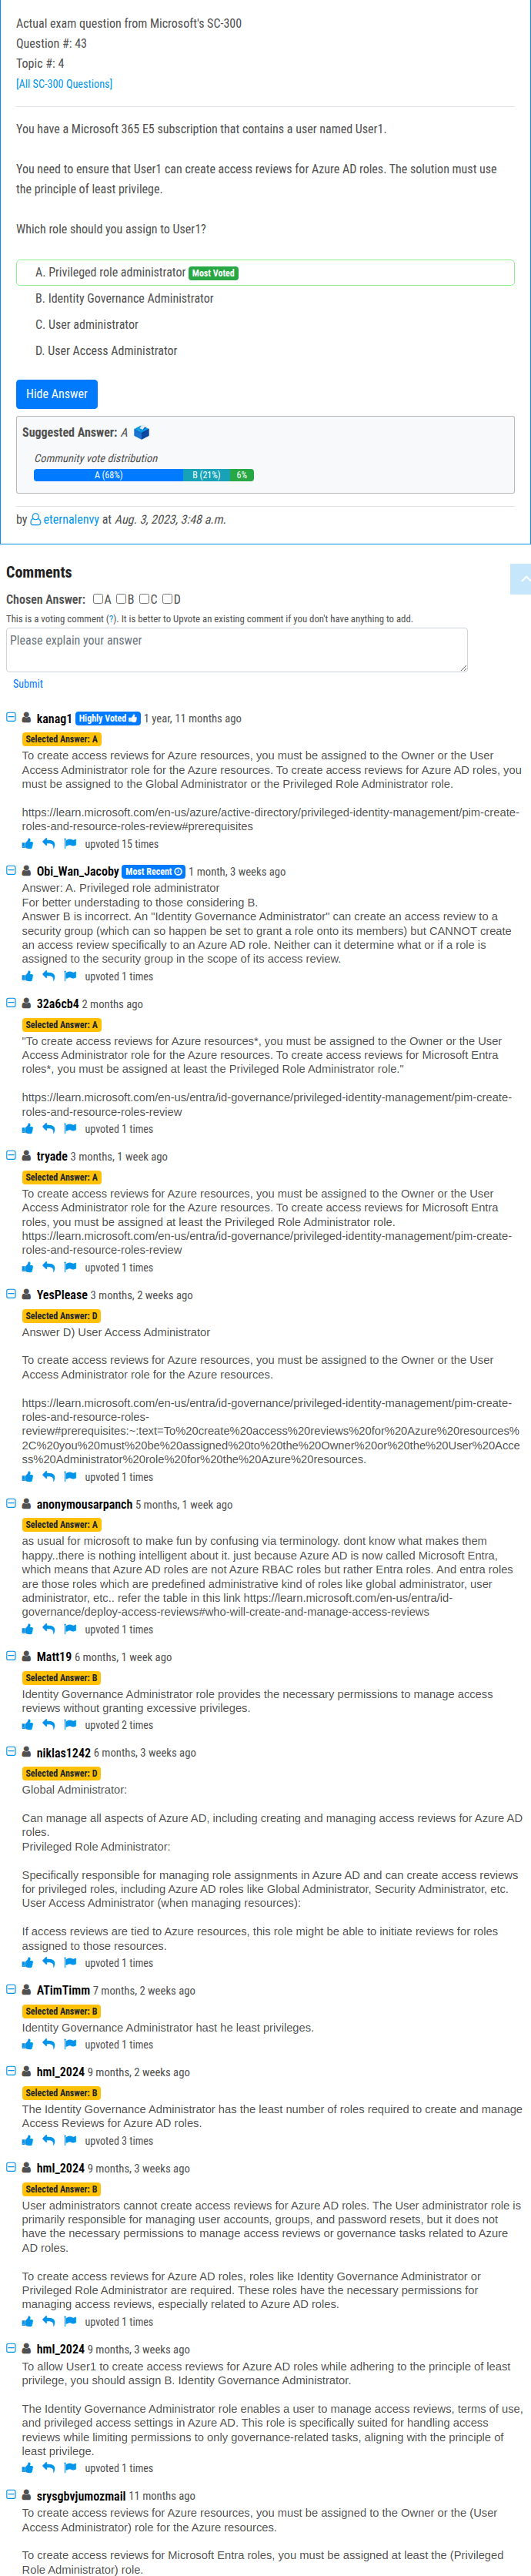 Actual exam question from Microsoft's SC-300
Question #: 43
Topic #: 4
[All SC-300 Questions]
You have a Microsoft 365 E5 subscription that contains a user named User1.
You need to ensure that User1 can create access reviews for Azure AD roles. The solution must use
the principle of least privilege.
Which role should you assign to User1?
A. Privileged role administrator Most Voted
B. Identity Governance Administrator
C. User administrator
D. User Access Administrator
Hide Answer
Suggested Answer: A
Community vote distribution
A (68%) B (21%) 6%
by eternalenvy at Aug. 3, 2023, 3:48 a.m.
Comments
Chosen Answer: A B C D
This is a voting comment (?). It is better to Upvote an existing comment if you don't have anything to add.
Please explain your answer
Submit
kanag1 Highly Voted 1 year, 11 months ago
Selected Answer: A
To create access reviews for Azure resources, you must be assigned to the Owner or the User
Access Administrator role for the Azure resources. To create access reviews for Azure AD roles, you
must be assigned to the Global Administrator or the Privileged Role Administrator role.
https://learn.microsoft.com/en-us/azure/active-directory/privileged-identity-management/pim-create-
roles-and-resource-roles-review#prerequisites
upvoted 15 times
Obi_Wan_Jacoby Most Recent 1 month, 3 weeks ago
Answer: A. Privileged role administrator
For better understading to those considering B.
Answer B is incorrect. An "Identity Governance Administrator" can create an access review to a
security group (which can so happen be set to grant a role onto its members) but CANNOT create
an access review specifically to an Azure AD role. Neither can it determine what or if a role is
assigned to the security group in the scope of its access review.
upvoted 1 times
32a6cb4 2 months ago
Selected Answer: A
"To create access reviews for Azure resources*, you must be assigned to the Owner or the User
Access Administrator role for the Azure resources. To create access reviews for Microsoft Entra
roles*, you must be assigned at least the Privileged Role Administrator role."
https://learn.microsoft.com/en-us/entra/id-governance/privileged-identity-management/pim-create-
roles-and-resource-roles-review
upvoted 1 times
tryade 3 months, 1 week ago
Selected Answer: A
To create access reviews for Azure resources, you must be assigned to the Owner or the User
Access Administrator role for the Azure resources. To create access reviews for Microsoft Entra
roles, you must be assigned at least the Privileged Role Administrator role.
https://learn.microsoft.com/en-us/entra/id-governance/privileged-identity-management/pim-create-
roles-and-resource-roles-review
upvoted 1 times
YesPlease 3 months, 2 weeks ago
Selected Answer: D
Answer D) User Access Administrator
To create access reviews for Azure resources, you must be assigned to the Owner or the User
Access Administrator role for the Azure resources.
https://learn.microsoft.com/en-us/entra/id-governance/privileged-identity-management/pim-create-
roles-and-resource-roles-
review#prerequisites:~:text=To%20create%20access%20reviews%20for%20Azure%20resources%
2C%20you%20must%20be%20assigned%20to%20the%20Owner%20or%20the%20User%20Acce
ss%20Administrator%20role%20for%20the%20Azure%20resources.
upvoted 1 times
anonymousarpanch 5 months, 1 week ago
Selected Answer: A
as usual for microsoft to make fun by confusing via terminology. dont know what makes them
happy..there is nothing intelligent about it. just because Azure AD is now called Microsoft Entra,
which means that Azure AD roles are not Azure RBAC roles but rather Entra roles. And entra roles
are those roles which are predefined administrative kind of roles like global administrator, user
administrator, etc.. refer the table in this link https://learn.microsoft.com/en-us/entra/id-
governance/deploy-access-reviews#who-will-create-and-manage-access-reviews
upvoted 1 times
Matt19 6 months, 1 week ago
Selected Answer: B
Identity Governance Administrator role provides the necessary permissions to manage access
reviews without granting excessive privileges.
upvoted 2 times
niklas1242 6 months, 3 weeks ago
Selected Answer: D
Global Administrator:
Can manage all aspects of Azure AD, including creating and managing access reviews for Azure AD
roles.
Privileged Role Administrator:
Specifically responsible for managing role assignments in Azure AD and can create access reviews
for privileged roles, including Azure AD roles like Global Administrator, Security Administrator, etc.
User Access Administrator (when managing resources):
If access reviews are tied to Azure resources, this role might be able to initiate reviews for roles
assigned to those resources.
upvoted 1 times
ATimTimm 7 months, 2 weeks ago
Selected Answer: B
Identity Governance Administrator hast he least privileges.
upvoted 1 times
hml_2024 9 months, 2 weeks ago
Selected Answer: B
The Identity Governance Administrator has the least number of roles required to create and manage
Access Reviews for Azure AD roles.
upvoted 3 times
hml_2024 9 months, 3 weeks ago
Selected Answer: B
User administrators cannot create access reviews for Azure AD roles. The User administrator role is
primarily responsible for managing user accounts, groups, and password resets, but it does not
have the necessary permissions to manage access reviews or governance tasks related to Azure
AD roles.
To create access reviews for Azure AD roles, roles like Identity Governance Administrator or
Privileged Role Administrator are required. These roles have the necessary permissions for
managing access reviews, especially related to Azure AD roles.
upvoted 1 times
hml_2024 9 months, 3 weeks ago
To allow User1 to create access reviews for Azure AD roles while adhering to the principle of least
privilege, you should assign B. Identity Governance Administrator.
The Identity Governance Administrator role enables a user to manage access reviews, terms of use,
and privileged access settings in Azure AD. This role is specifically suited for handling access
reviews while limiting permissions to only governance-related tasks, aligning with the principle of
least privilege.
upvoted 1 times
srysgbvjumozmail 11 months ago
To create access reviews for Azure resources, you must be assigned to the Owner or the (User
Access Administrator) role for the Azure resources.
To create access reviews for Microsoft Entra roles, you must be assigned at least the (Privileged
Role Administrator) role.